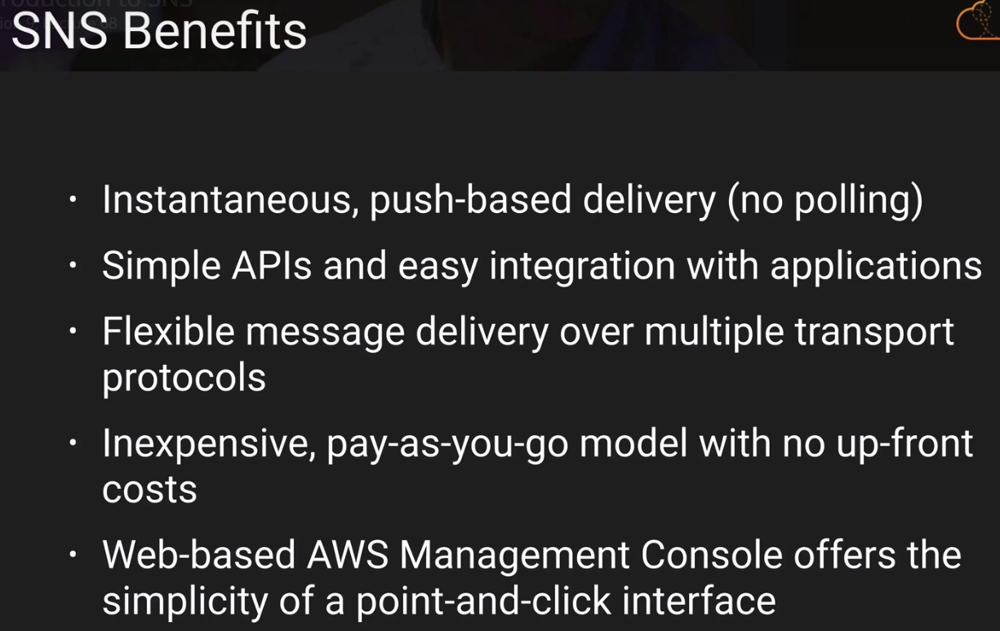 SNS Benefits
• Instantaneous, push-based delivery (no polling)
• Simple APIs and easy integration with applications
• Flexible message delivery over multiple transport
protocols
• Inexpensive, pay-as-you-go model with no up-front
costs
• Web-based AWS Management Console offers the
simplicity of a point-and-click interface